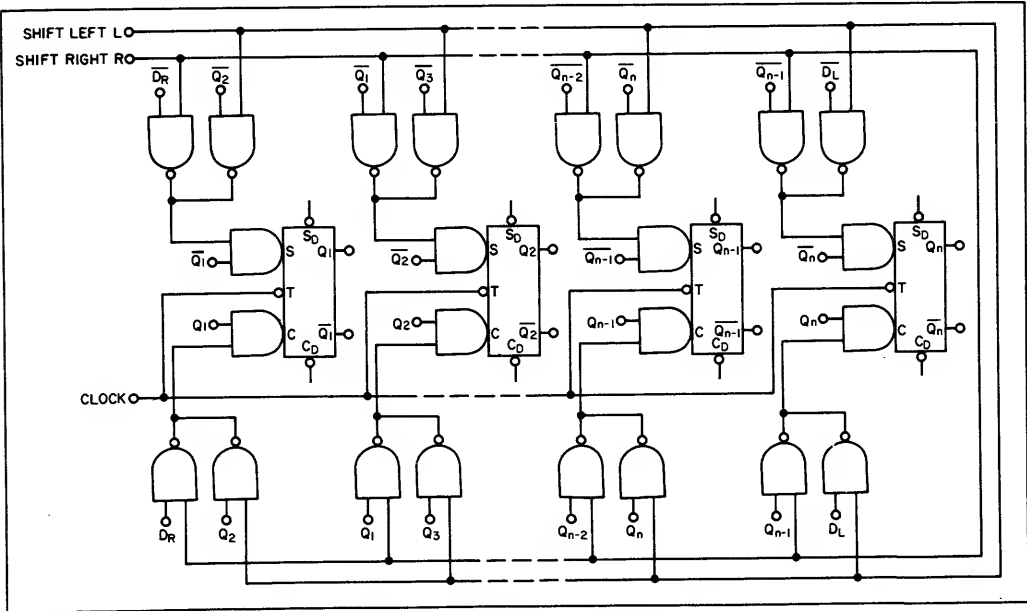 SHIFT LEFT L
SHIFT RIGHT R
D̅R̅ Q̅2̅ Q̅1̅ Q̅3̅ Q̅n-2̅ Q̅n̅ Q̅n-1̅ D̅L̅
SD SD SD SD
S Q1 S Q2 S Qn-1 S Qn
Q̅1̅ Q̅2̅ Q̅n-1̅ Q̅n̅
T T T T
Q1 Q2 Qn-1 Qn
C Q̅1̅ C Q̅2̅ C Q̅n-1̅ C Q̅n̅
CD CD CD CD
CLOCK
DR Q2 Q1 Q3 Qn-2 Qn Qn-1 DL